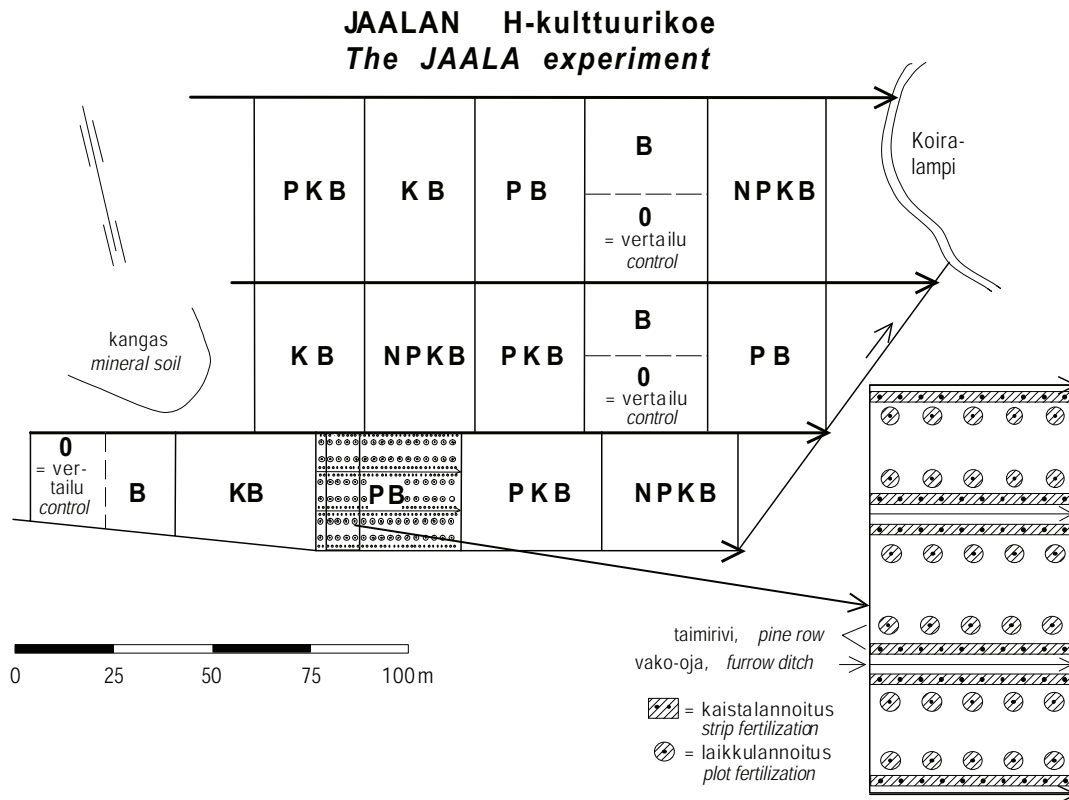 JAALAN H-kulttuurikoe
The JAALA experiment
Koira-
lampi
PKB KB PB B NPKB
0
= vertailu
control
kangas
mineral soil
KB NPKB PKB B PB
0
= vertailu
control
0
= ver-
tailu
control
B KB PB PKB NPKB
taimirivi, pine row
vako-oja, furrow ditch
0 25 50 75 100 m
= kaistalannoitus
strip fertilization
= laikkulannoitus
plot fertilization